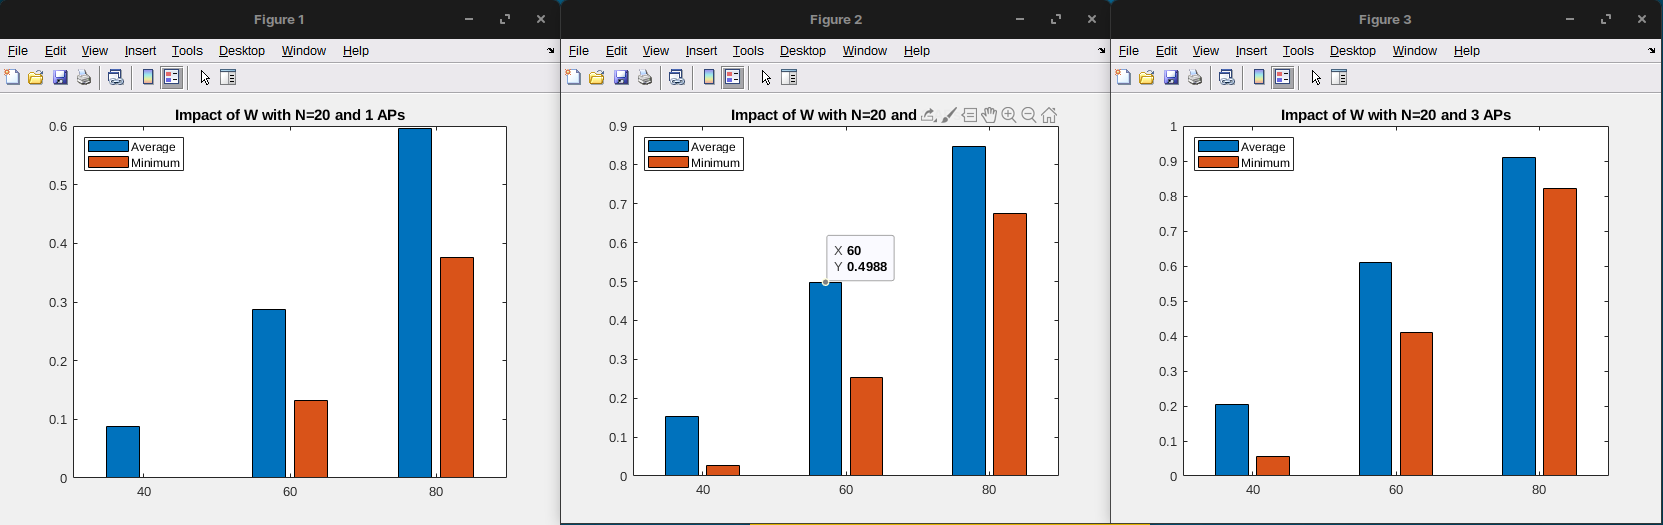 Figure 1
File Edit View Insert Tools Desktop Window Help
Impact of W with N=20 and 1 APs
Average
Minimum
0.6
0.5
0.4
0.3
0.2
0.1
0
40 60 80
Figure 2
File Edit View Insert Tools Desktop Window Help
Impact of W with N=20 and
Average
Minimum
X 60
Y 0.4988
0.9
0.8
0.7
0.6
0.5
0.4
0.3
0.2
0.1
0
40 60 80
Figure 3
File Edit View Insert Tools Desktop Window Help
Impact of W with N=20 and 3 APs
Average
Minimum
1
0.9
0.8
0.7
0.6
0.5
0.4
0.3
0.2
0.1
0
40 60 80